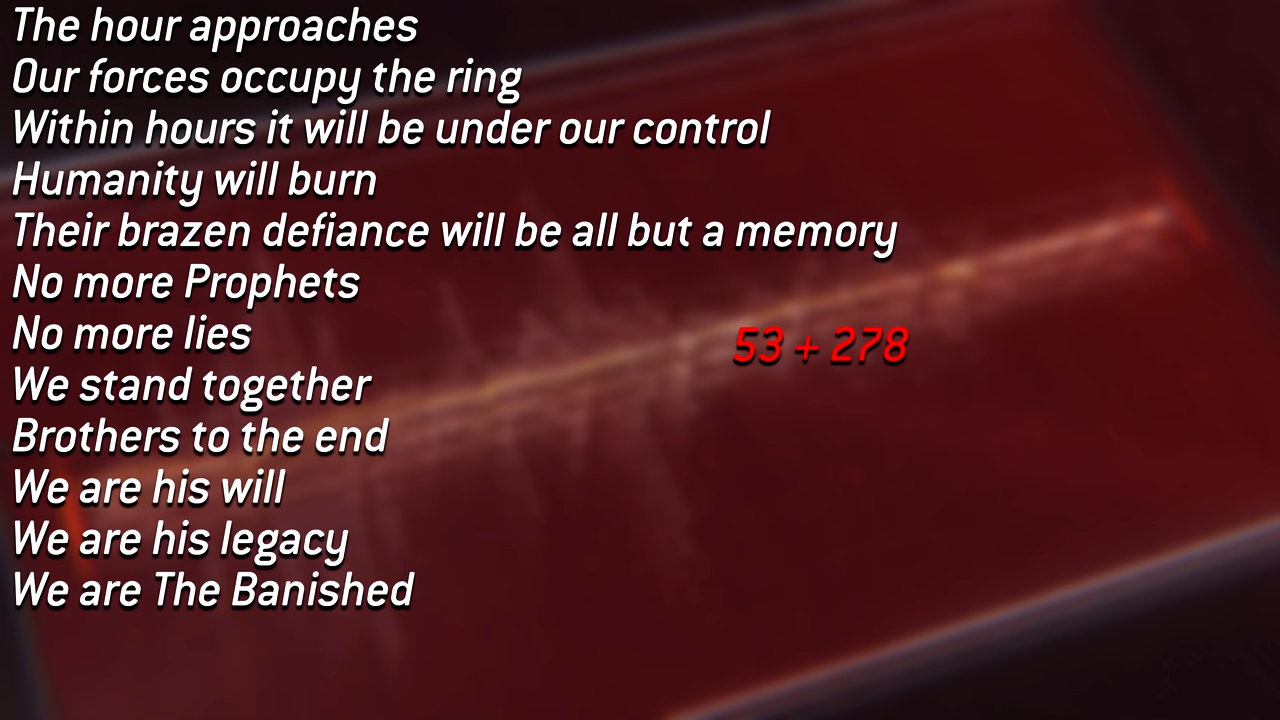 The hour approaches
Our forces occupy the ring
Within hours it will be under our control
Humanity will burn
Their brazen defiance will be all but a memory
No more Prophets
No more lies
53 + 278
We stand together
Brothers to the end
We are his will
We are his legacy
We are The Banished